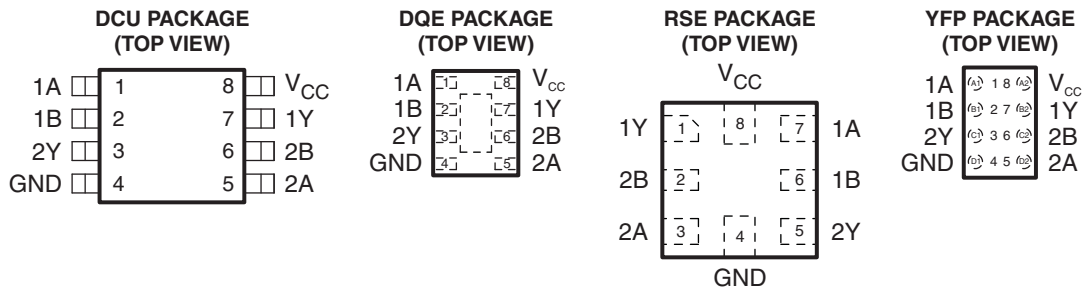 DCU PACKAGE
(TOP VIEW)
1A 1 8 VCC
1B 2 7 1Y
2Y 3 6 2B
GND 4 5 2A
DQE PACKAGE
(TOP VIEW)
1A 1 8 VCC
1B 2 7 1Y
2Y 3 6 2B
GND 4 5 2A
RSE PACKAGE
(TOP VIEW)
VCC
1Y 1 8 7 1A
2B 2 6 1B
2A 3 4 5 2Y
GND
YFP PACKAGE
(TOP VIEW)
1A A1 1 8 A2 VCC
1B B1 2 7 B2 1Y
2Y C1 3 6 C2 2B
GND D1 4 5 D2 2A